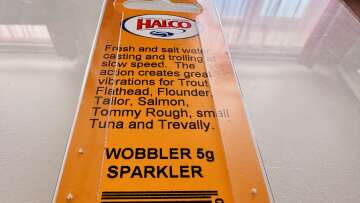 HALCO
Fresh and salt water
casting and trolling at
slow speed. The
action creates great
vibrations for Trout,
Flathead, Flounder,
Tailor, Salmon,
Tommy Rough, small
Tuna and Trevally.
WOBBLER 5g
SPARKLER